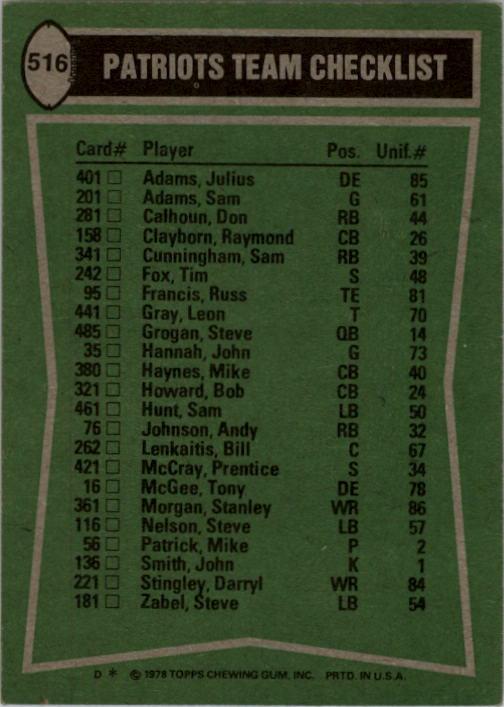 516 PATRIOTS TEAM CHECKLIST
Card# Player Pos. Unif.#
401 Adams, Julius DE 85
201 Adams, Sam G 61
281 Calhoun, Don RB 44
158 Clayborn, Raymond CB 26
341 Cunningham, Sam RB 39
242 Fox, Tim S 48
95 Francis, Russ TE 81
441 Gray, Leon T 70
485 Grogan, Steve QB 14
35 Hannah, John G 73
380 Haynes, Mike CB 40
321 Howard, Bob CB 24
461 Hunt, Sam LB 50
76 Johnson, Andy RB 32
262 Lenkaitis, Bill C 67
421 McCray, Prentice S 34
16 McGee, Tony DE 78
361 Morgan, Stanley WR 86
116 Nelson, Steve LB 57
56 Patrick, Mike P 2
136 Smith, John K 1
221 Stingley, Darryl WR 84
181 Zabel, Steve LB 54
D * © 1978 TOPPS CHEWING GUM, INC. PRTD. IN U.S.A.